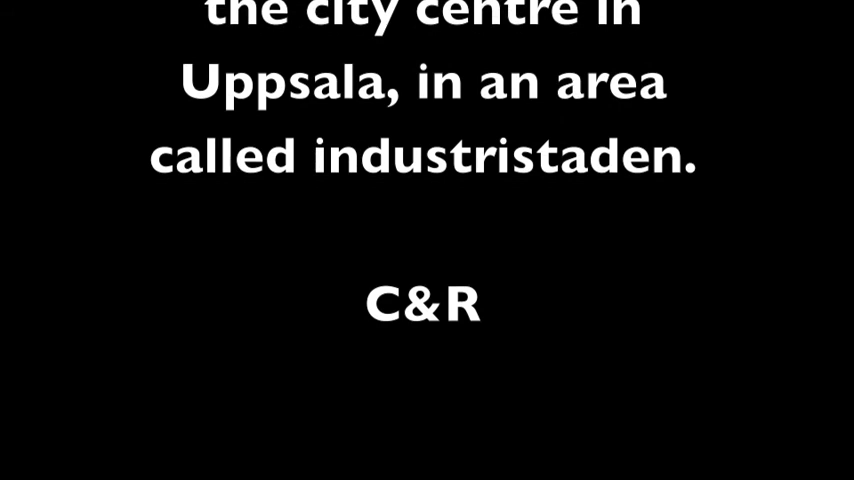 the city centre in
Uppsala, in an area
called industristaden.
C&R